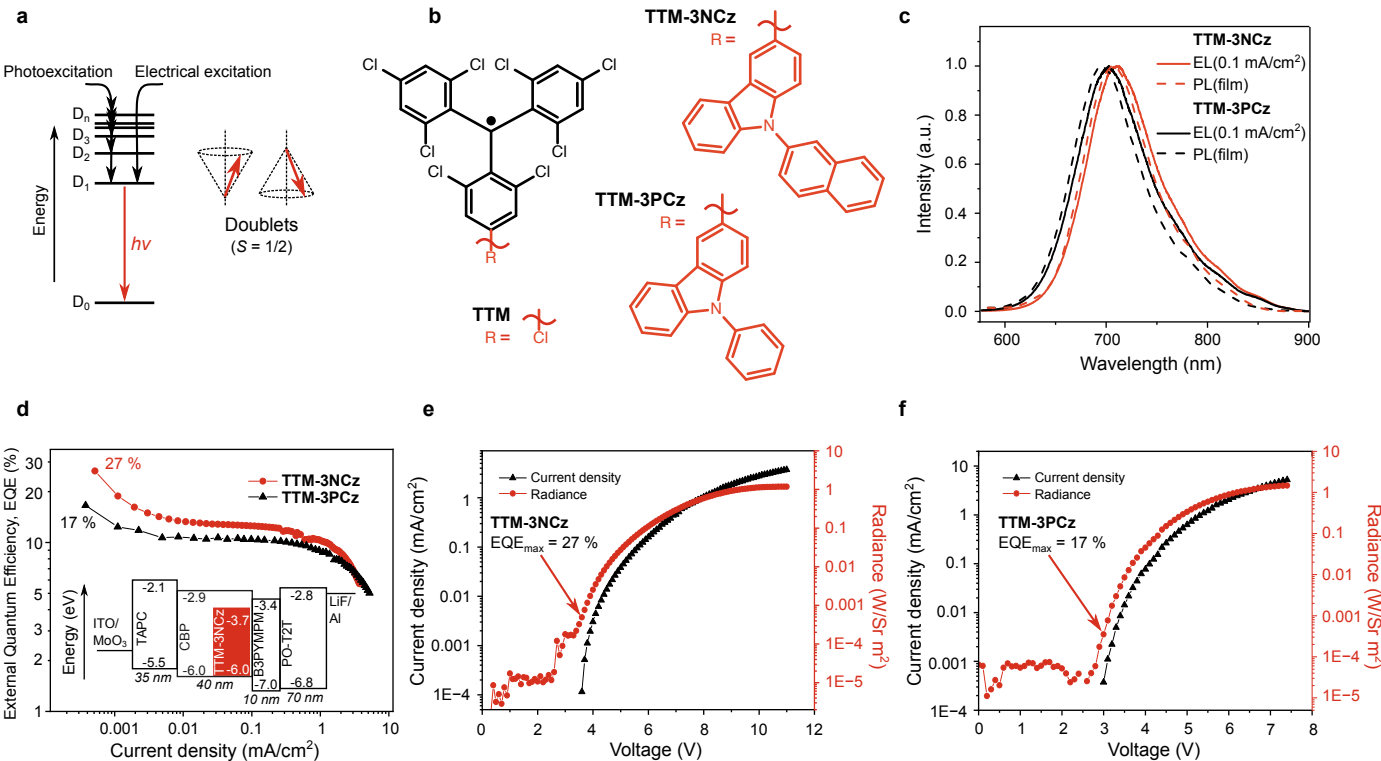 a
Photoexcitation
Electrical excitation
Energy
Dn
D3
D2
D1
D0
hν
Doublets
(S = 1/2)
b
Cl
Cl
Cl
Cl
Cl
Cl
Cl
Cl
R
TTM
R =
Cl
TTM-3NCz
R =
N
TTM-3PCz
R =
N
c
TTM-3NCz
EL(0.1 mA/cm²)
PL(film)
TTM-3PCz
EL(0.1 mA/cm²)
PL(film)
Intensity (a.u.)
1.0
0.8
0.6
0.4
0.2
0.0
600
700
800
900
Wavelength (nm)
d
External Quantum Efficiency, EQE (%)
30
20
10
5
3
2
1
27 %
17 %
TTM-3NCz
TTM-3PCz
Energy (eV)
ITO/
MoO3
-2.1
TAPC
-5.5
35 nm
-2.9
CBP
-6.0
-3.7
TTM-3NCz
-6.0
40 nm
-3.4
B3PYMPM
-7.0
10 nm
-2.8
PO-T2T
-6.8
70 nm
LiF/
Al
0.001
0.01
0.1
1
10
Current density (mA/cm²)
e
Current density (mA/cm²)
1
0.1
0.01
0.001
1E−4
Current density
Radiance
TTM-3NCz
EQEmax = 27 %
10
1
0.1
0.01
0.001
1E−4
1E−5
Radiance (W/Sr m²)
0
2
4
6
8
10
12
Voltage (V)
f
Current density (mA/cm²)
10
1
0.1
0.01
0.001
1E−4
Current density
Radiance
TTM-3PCz
EQEmax = 17 %
10
1
0.1
0.01
0.001
1E−4
1E−5
Radiance (W/Sr m²)
0
1
2
3
4
5
6
7
8
Voltage (V)